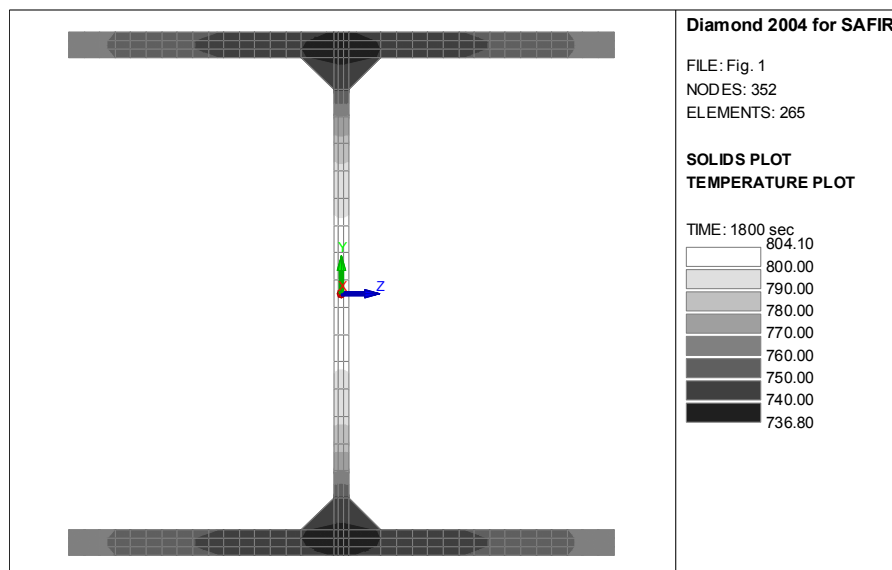 Diamond 2004 for SAFIR
FILE: Fig. 1
NODES: 352
ELEMENTS: 265
SOLIDS PLOT
TEMPERATURE PLOT
TIME: 1800 sec
804.10
800.00
790.00
780.00
770.00
760.00
750.00
740.00
736.80
Y
X
Z